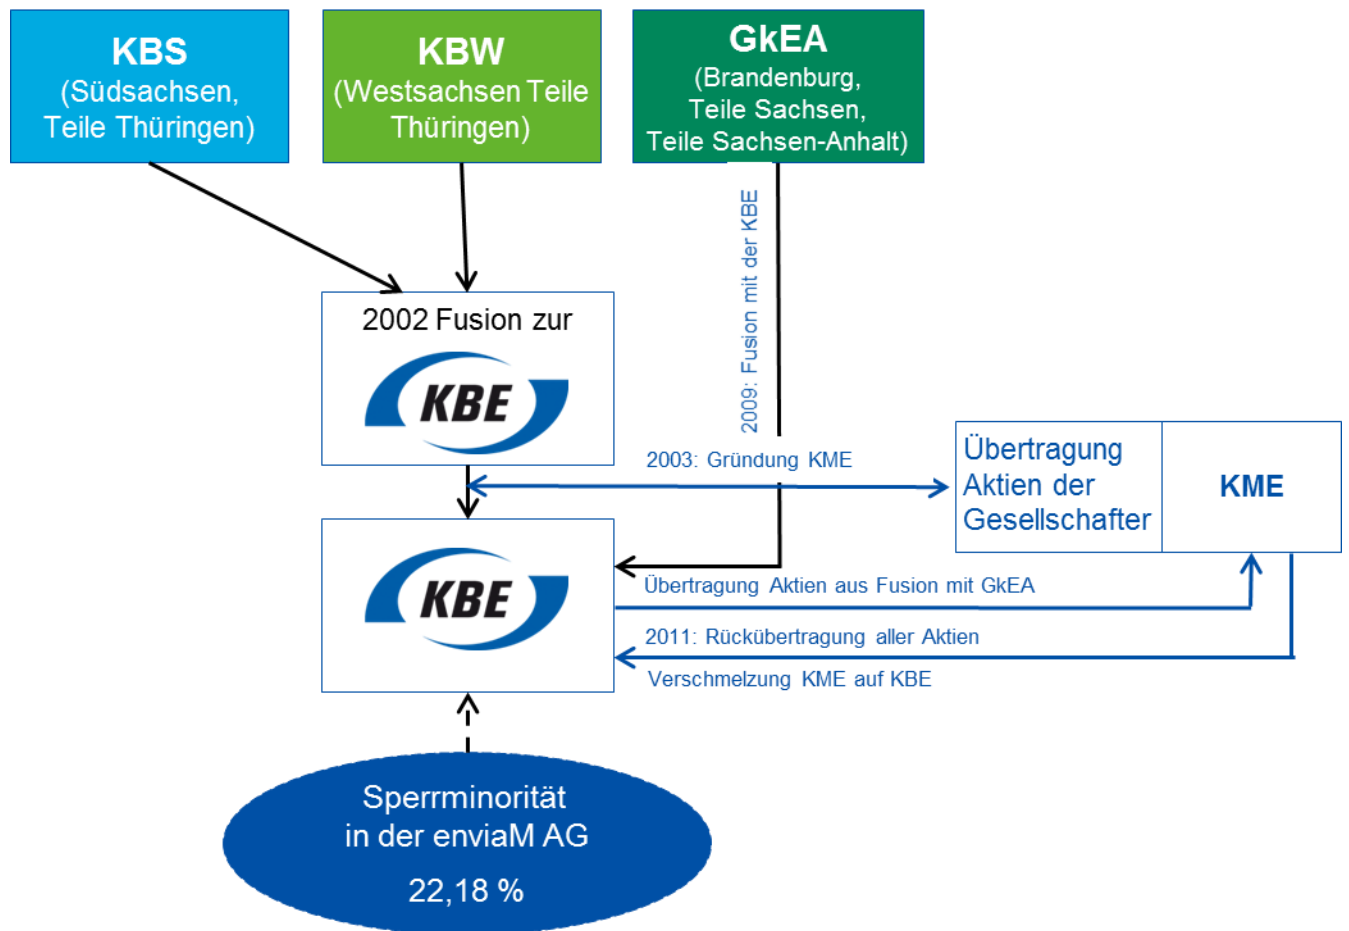 KBS
(Südsachsen,
Teile Thüringen)
KBW
(Westsachsen Teile
Thüringen)
GkEA
(Brandenburg,
Teile Sachsen,
Teile Sachsen-Anhalt)
2009: Fusion mit der KBE
2002 Fusion zur
KBE
2003: Gründung KME
Übertragung
Aktien der
Gesellschafter
KME
KBE
Übertragung Aktien aus Fusion mit GkEA
2011: Rückübertragung aller Aktien
Verschmelzung KME auf KBE
Sperrminorität
in der enviaM AG
22,18 %